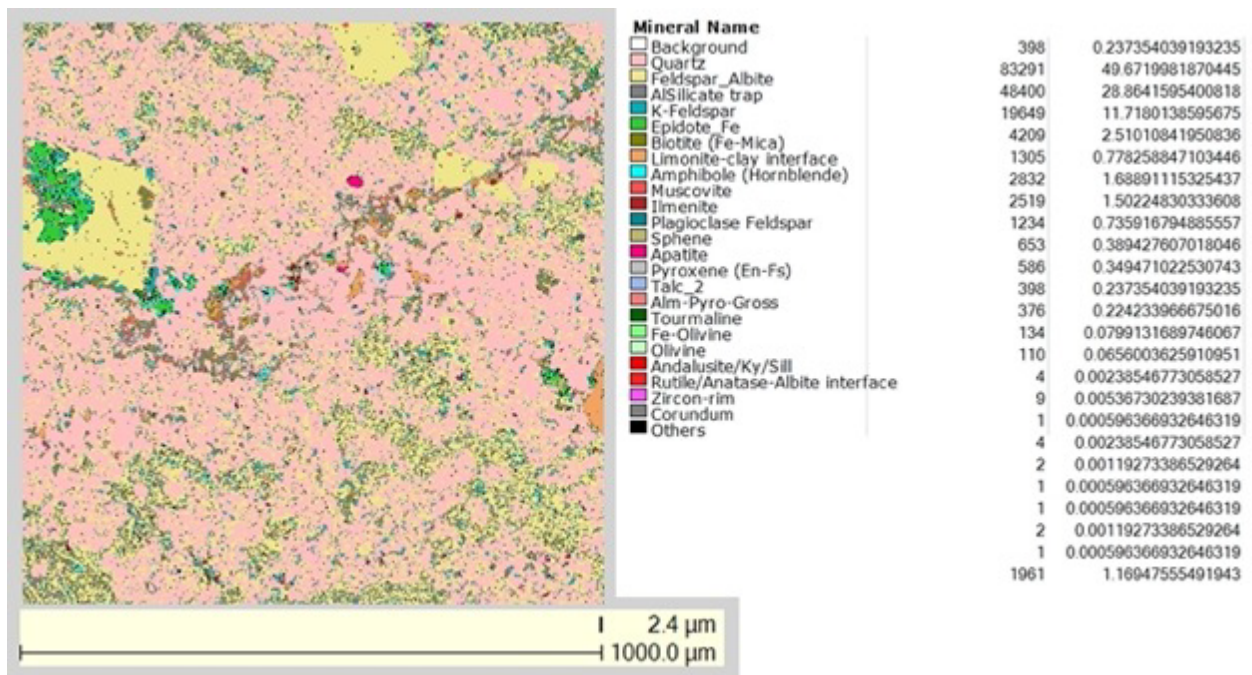 Mineral Name
Background 398 0.237354039193235
Quartz 83291 49.6719981870445
Feldspar_Albite 48400 28.8641595400818
AlSilicate trap 19649 11.7180138595675
K-Feldspar 4209 2.51010841950836
Epidote_Fe 1305 0.778258847103446
Biotite (Fe-Mica) 2832 1.68891115325437
Limonite-clay interface 2519 1.50224830333608
Amphibole (Hornblende) 1234 0.735916794885557
Muscovite 653 0.389427607018046
Ilmenite 586 0.349471022530743
Plagioclase Feldspar 398 0.237354039193235
Sphene 376 0.224233966675016
Apatite 134 0.0799131689746067
Pyroxene (En-Fs) 110 0.0656003625910951
Talc_2 4 0.00238546773058527
Alm-Pyro-Gross 9 0.00536730239381687
Tourmaline 1 0.000596366932646319
Fe-Olivine 4 0.00238546773058527
Olivine 2 0.00119273386529264
Andalusite/Ky/Sill 1 0.000596366932646319
Rutile/Anatase-Albite interface 1 0.000596366932646319
Zircon-rim 2 0.00119273386529264
Corundum 1 0.000596366932646319
Others 1961 1.16947555491943
2.4 µm
1000.0 µm